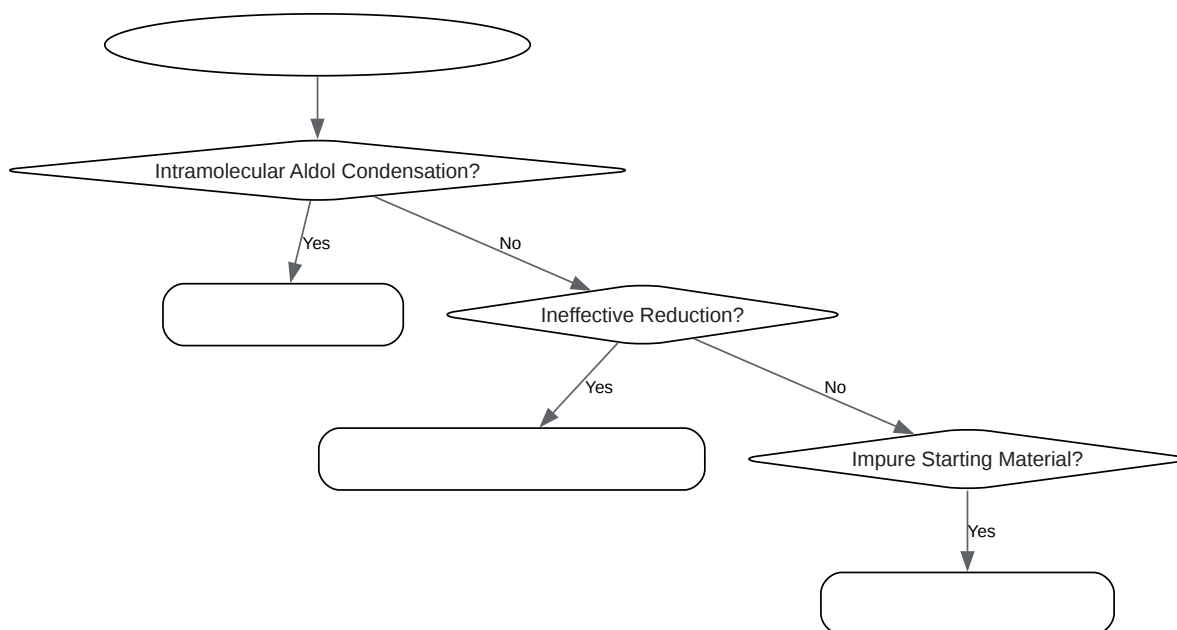 Intramolecular Aldol Condensation?
Yes
No
Ineffective Reduction?
Yes
No
Impure Starting Material?
Yes